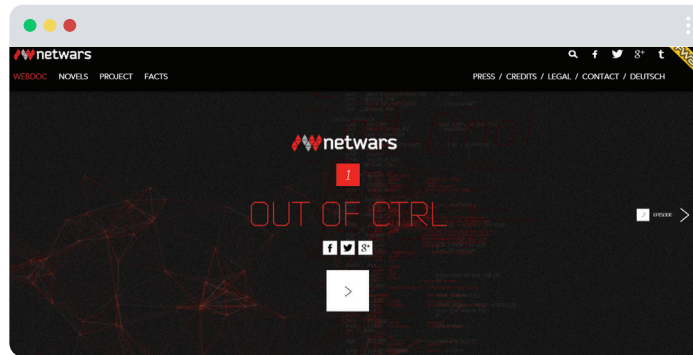 netwars
f g+ t
WEBDOC NOVELS PROJECT FACTS
PRESS / CREDITS / LEGAL / CONTACT / DEUTSCH
netwars
1
OUT OF CTRL
EPISODE
f g+